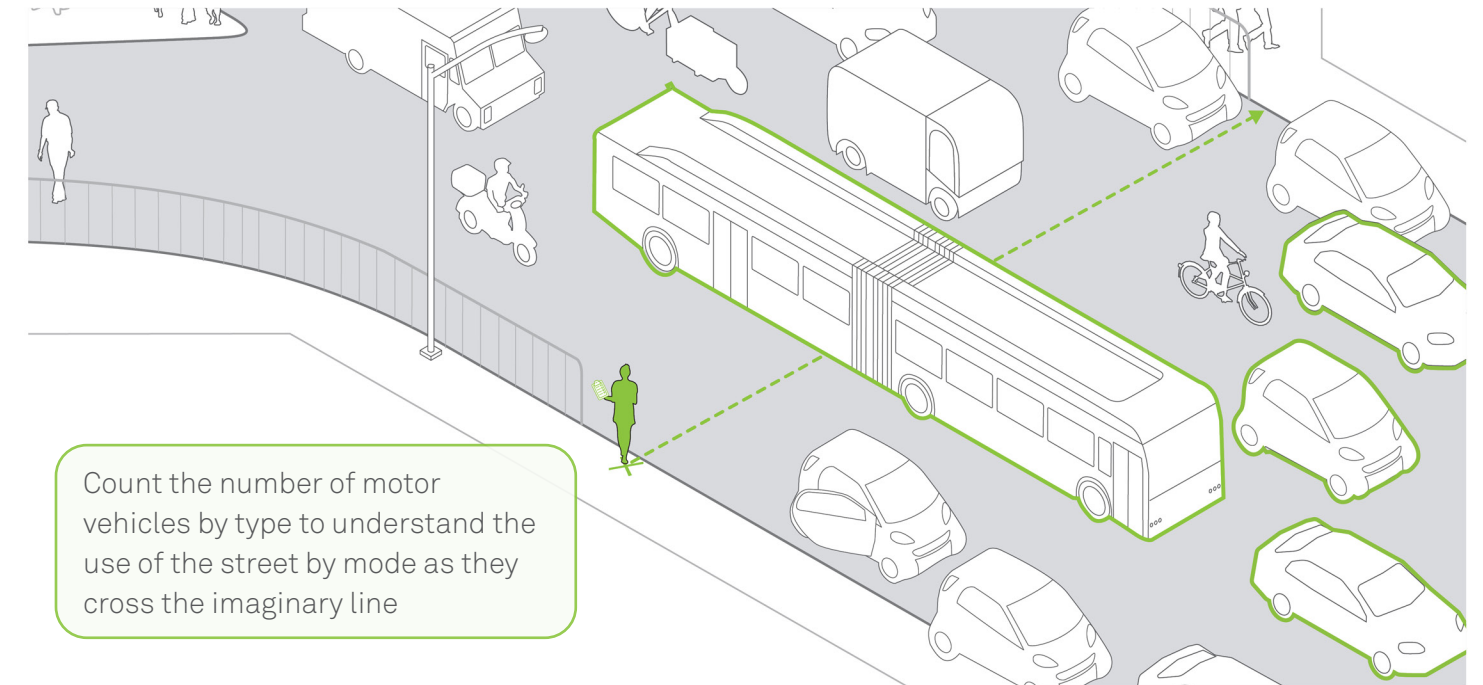 Count the number of motor
vehicles by type to understand the
use of the street by mode as they
cross the imaginary line